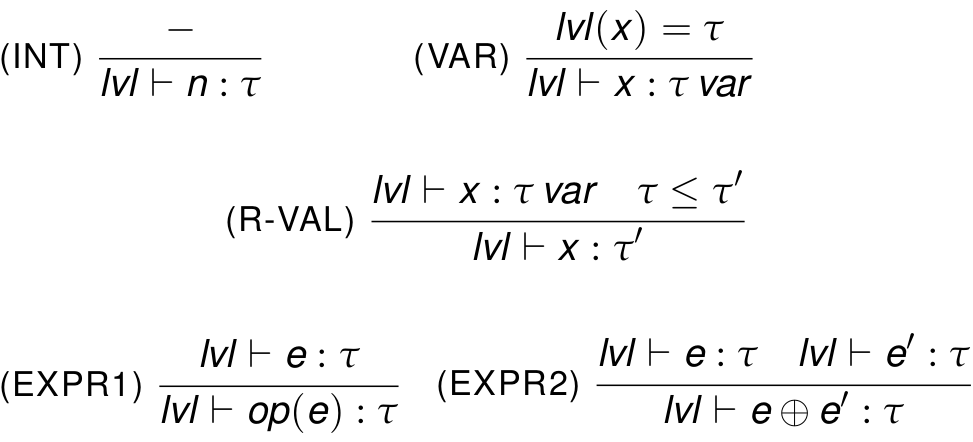 (INT) −
lvl ⊢ n : τ
(VAR) lvl(x) = τ
lvl ⊢ x : τ var
(R-VAL) lvl ⊢ x : τ var τ ≤ τ′
lvl ⊢ x : τ′
(EXPR1) lvl ⊢ e : τ
lvl ⊢ op(e) : τ
(EXPR2) lvl ⊢ e : τ lvl ⊢ e′ : τ
lvl ⊢ e ⊕ e′ : τ